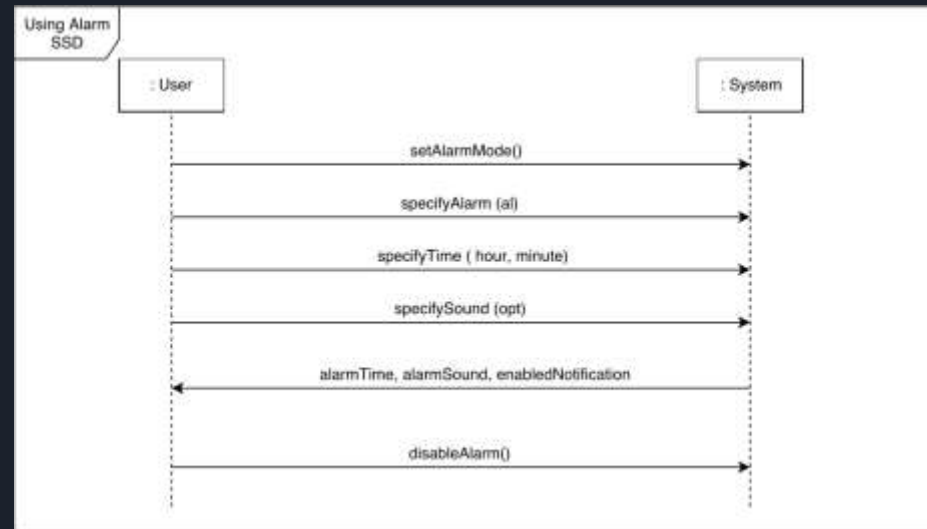 Using Alarm
SSD
: User
: System
setAlarmMode()
specifyAlarm (al)
specifyTime ( hour, minute)
specifySound (opt)
alarmTime, alarmSound, enabledNotification
disableAlarm()